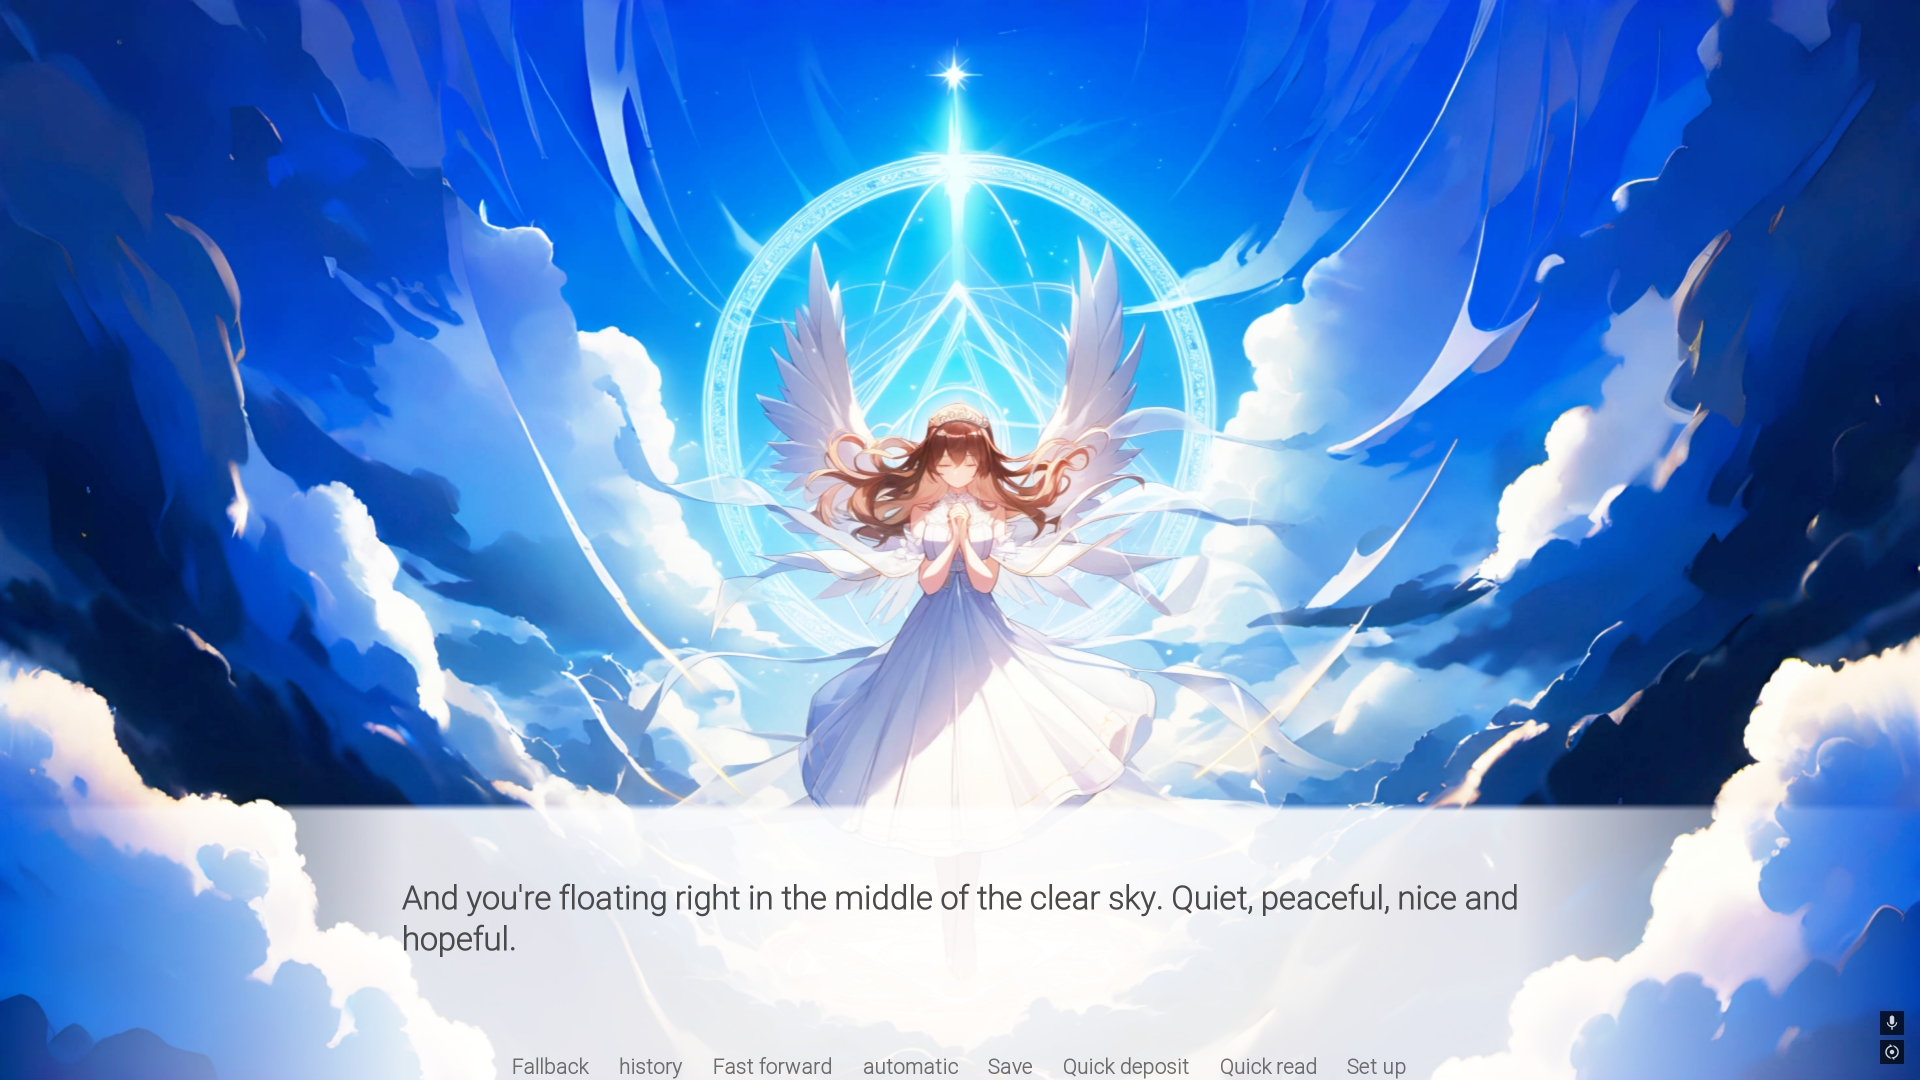 And you're floating right in the middle of the clear sky. Quiet, peaceful, nice and
hopeful.
Fallback history Fast forward automatic Save Quick deposit Quick read Set up